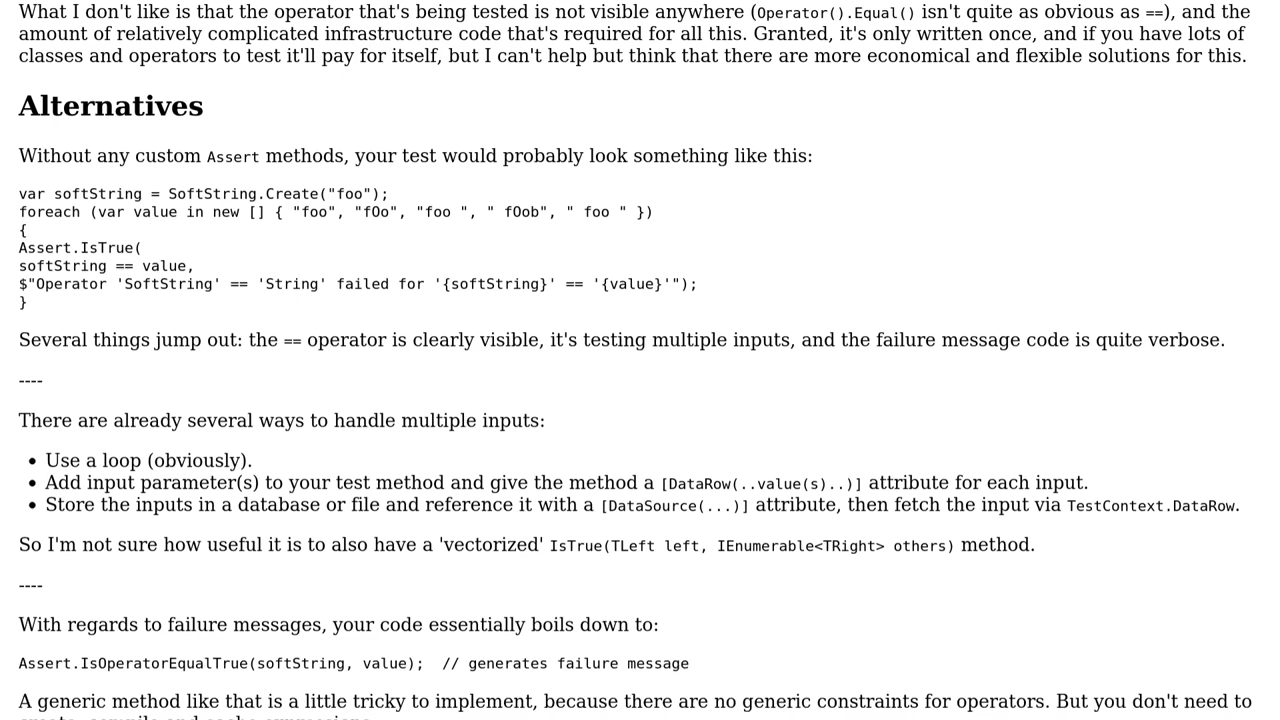 What I don't like is that the operator that's being tested is not visible anywhere (Operator().Equal() isn't quite as obvious as ==), and the
amount of relatively complicated infrastructure code that's required for all this. Granted, it's only written once, and if you have lots of
classes and operators to test it'll pay for itself, but I can't help but think that there are more economical and flexible solutions for this.
Alternatives
Without any custom Assert methods, your test would probably look something like this:
var softString = SoftString.Create("foo");
foreach (var value in new [] { "foo", "fOo", "foo ", " fOob", " foo " })
{
Assert.IsTrue(
softString == value,
$"Operator 'SoftString' == 'String' failed for '{softString}' == '{value}'");
}
Several things jump out: the == operator is clearly visible, it's testing multiple inputs, and the failure message code is quite verbose.
----
There are already several ways to handle multiple inputs:
• Use a loop (obviously).
• Add input parameter(s) to your test method and give the method a [DataRow(..value(s)..)] attribute for each input.
• Store the inputs in a database or file and reference it with a [DataSource(...)] attribute, then fetch the input via TestContext.DataRow.
So I'm not sure how useful it is to also have a 'vectorized' IsTrue(TLeft left, IEnumerable<TRight> others) method.
----
With regards to failure messages, your code essentially boils down to:
Assert.IsOperatorEqualTrue(softString, value);  // generates failure message
A generic method like that is a little tricky to implement, because there are no generic constraints for operators. But you don't need to